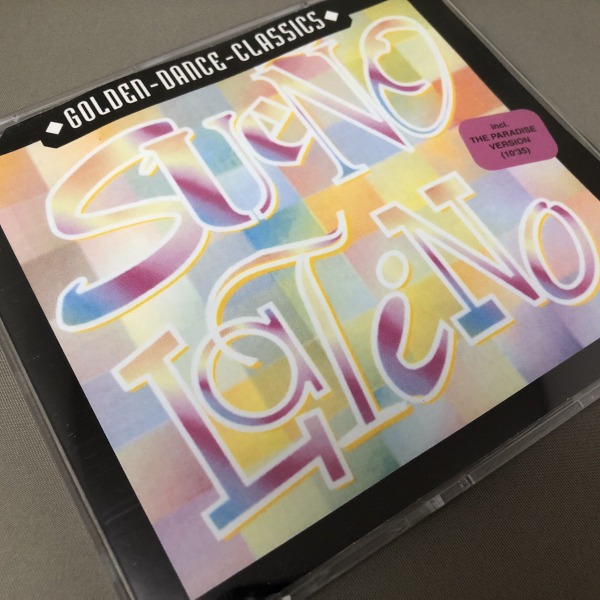 GOLDEN-DANCE-CLASSICS
SUeNO
LaTiNo
incl.
THE PARADISE
VERSION
(10'35)